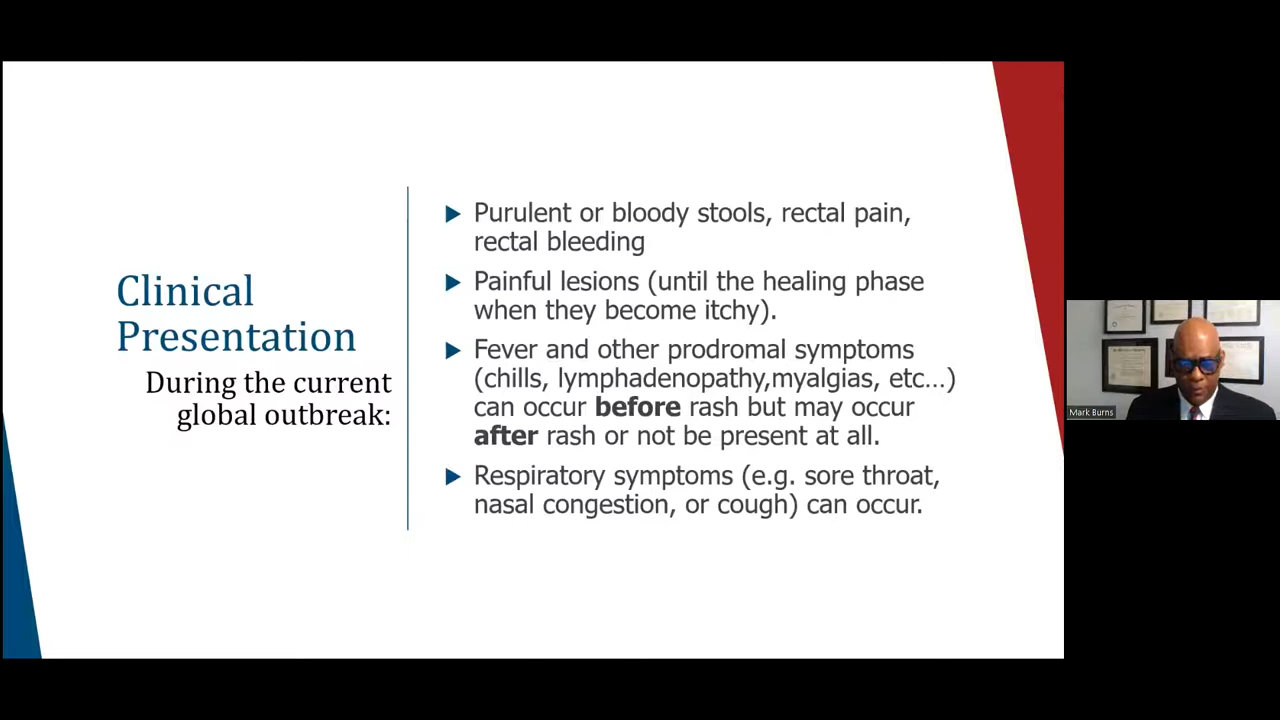 Clinical
Presentation
During the current
global outbreak:
Purulent or bloody stools, rectal pain,
rectal bleeding
Painful lesions (until the healing phase
when they become itchy).
Fever and other prodromal symptoms
(chills, lymphadenopathy,myalgias, etc...)
can occur before rash but may occur
after rash or not be present at all.
Respiratory symptoms (e.g. sore throat,
nasal congestion, or cough) can occur.
Mark Burns